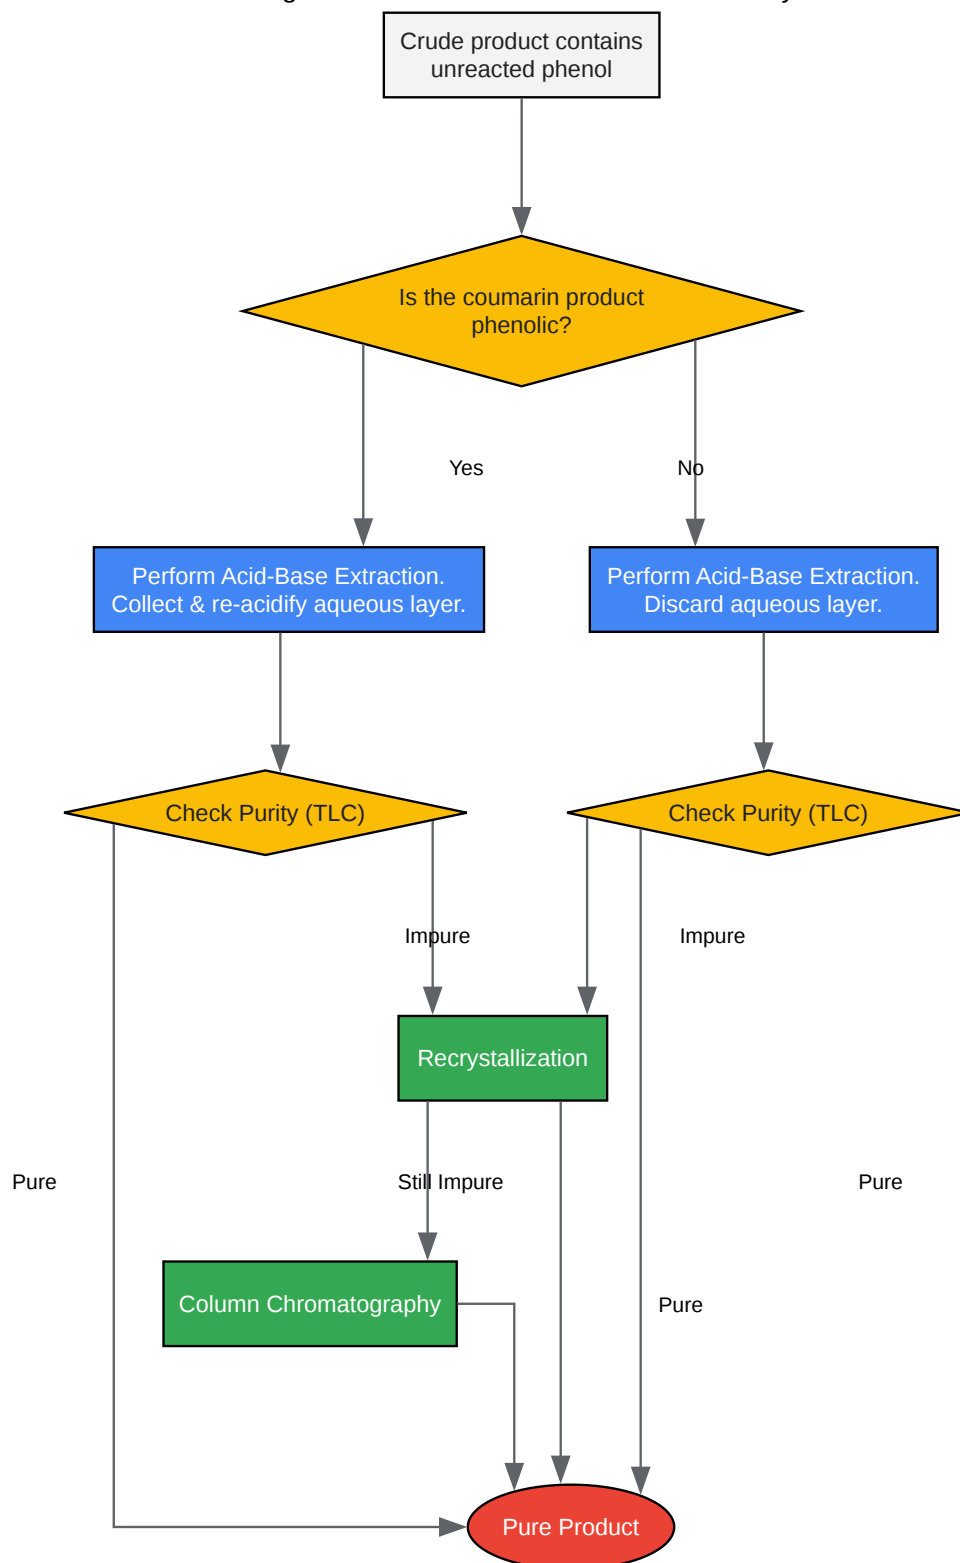 Crude product contains
unreacted phenol
Is the coumarin product
phenolic?
Yes
No
Perform Acid-Base Extraction.
Collect & re-acidify aqueous layer.
Perform Acid-Base Extraction.
Discard aqueous layer.
Check Purity (TLC)
Check Purity (TLC)
Impure
Impure
Recrystallization
Pure
Still Impure
Pure
Column Chromatography
Pure
Pure Product